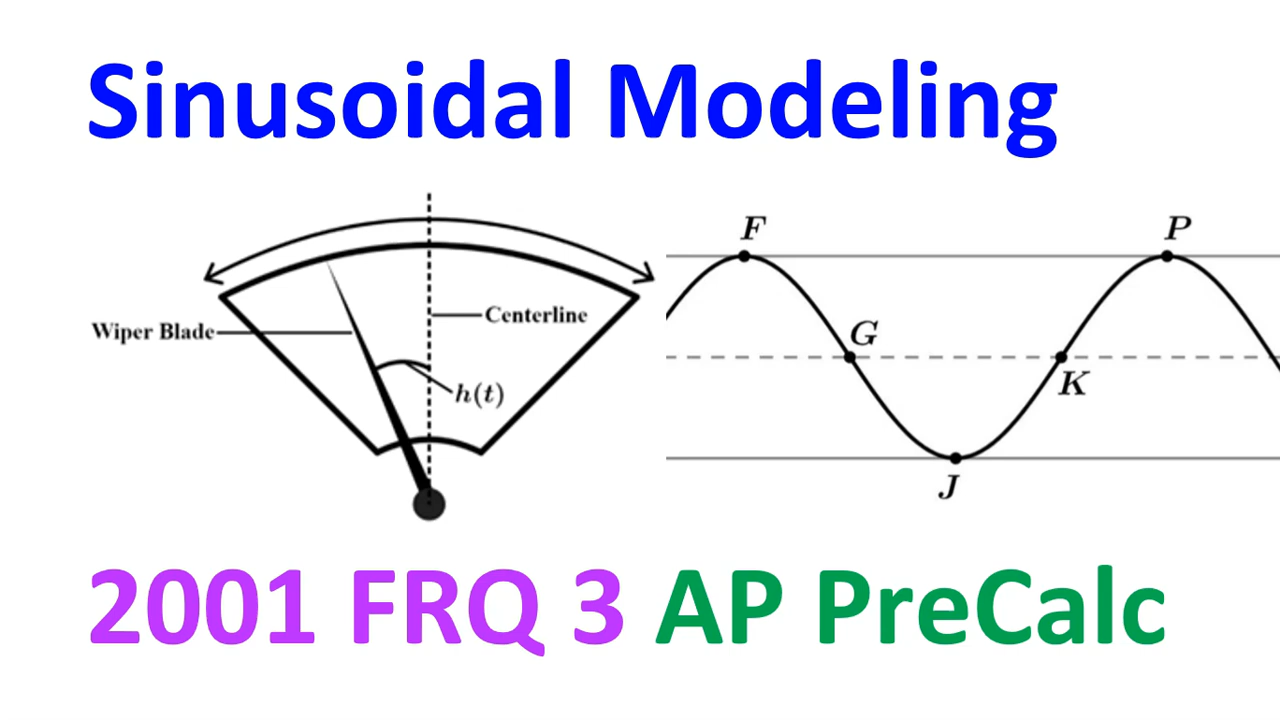 Sinusoidal Modeling
F
P
Centerline
Wiper Blade
G
K
h(t)
J
2001 FRQ 3 AP PreCalc